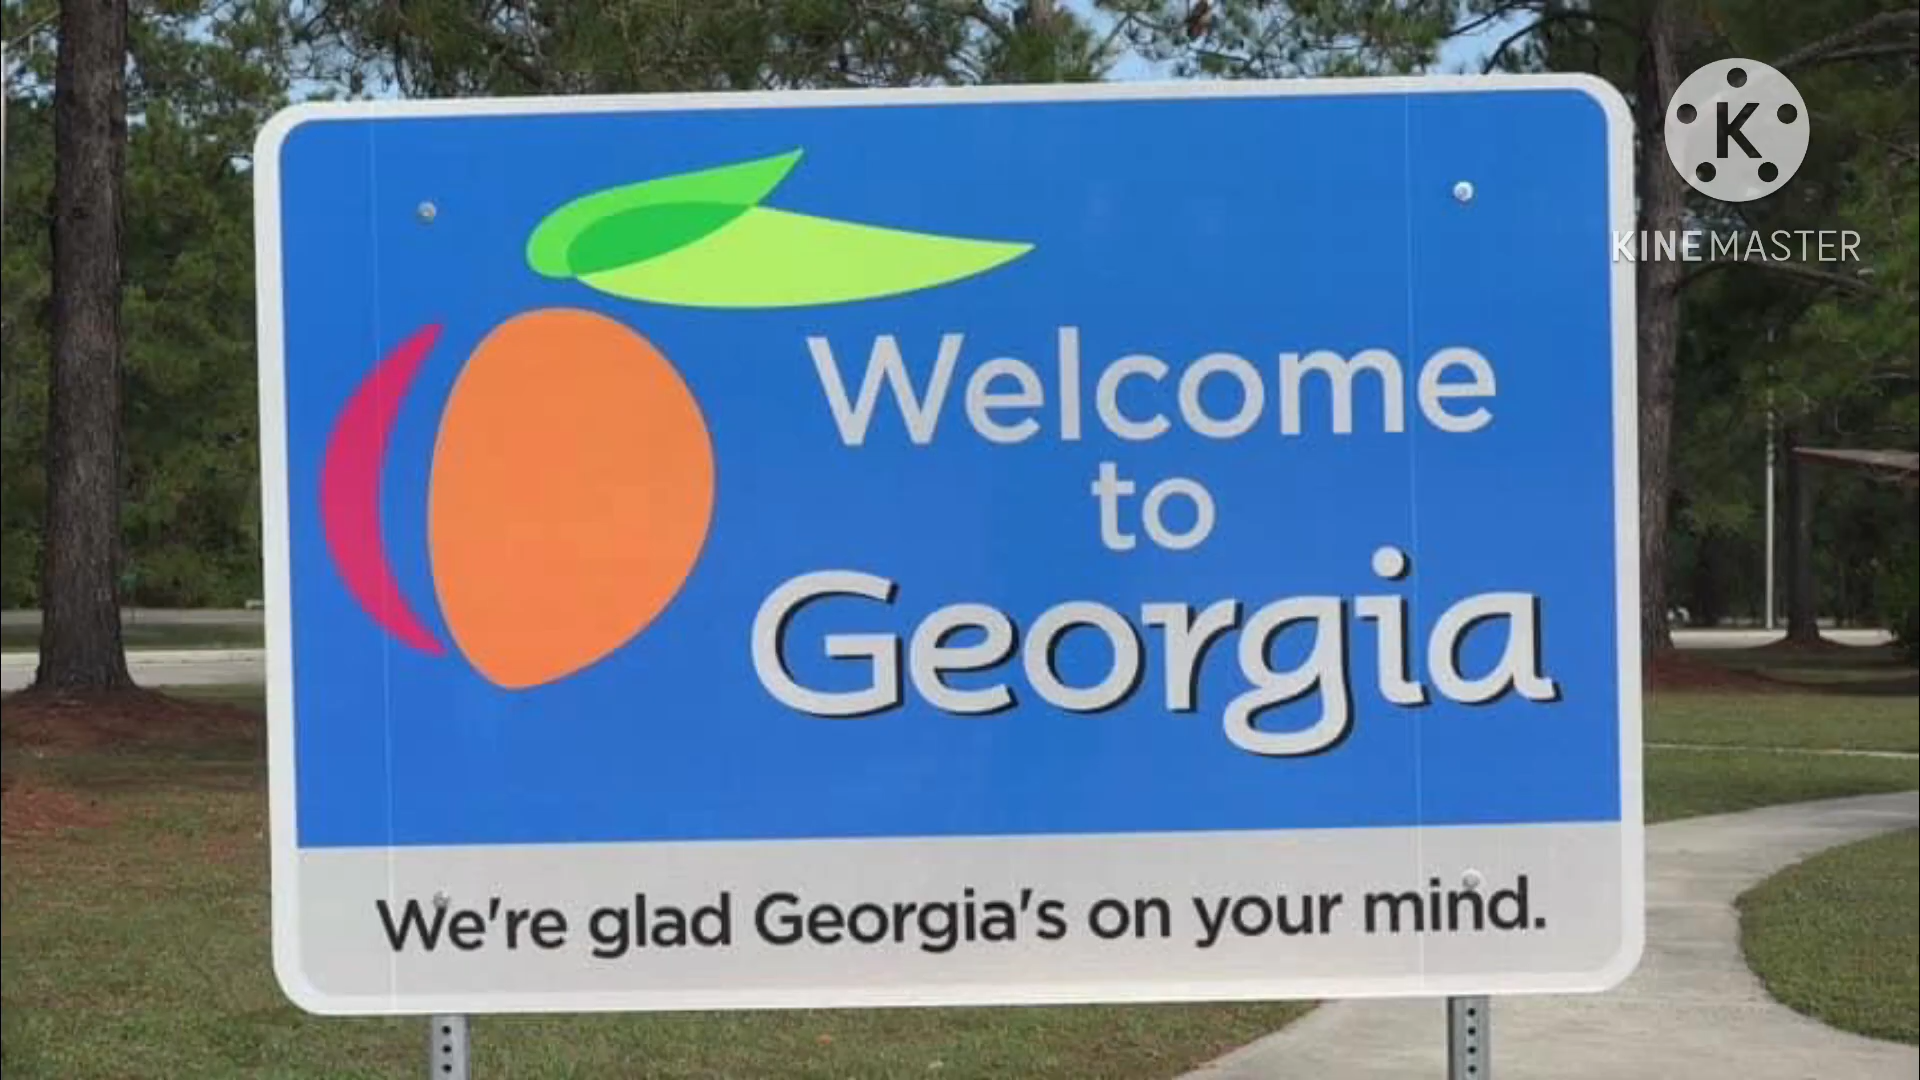 K
KINEMASTER
Welcome
to
Georgia
We're glad Georgia's on your mind.